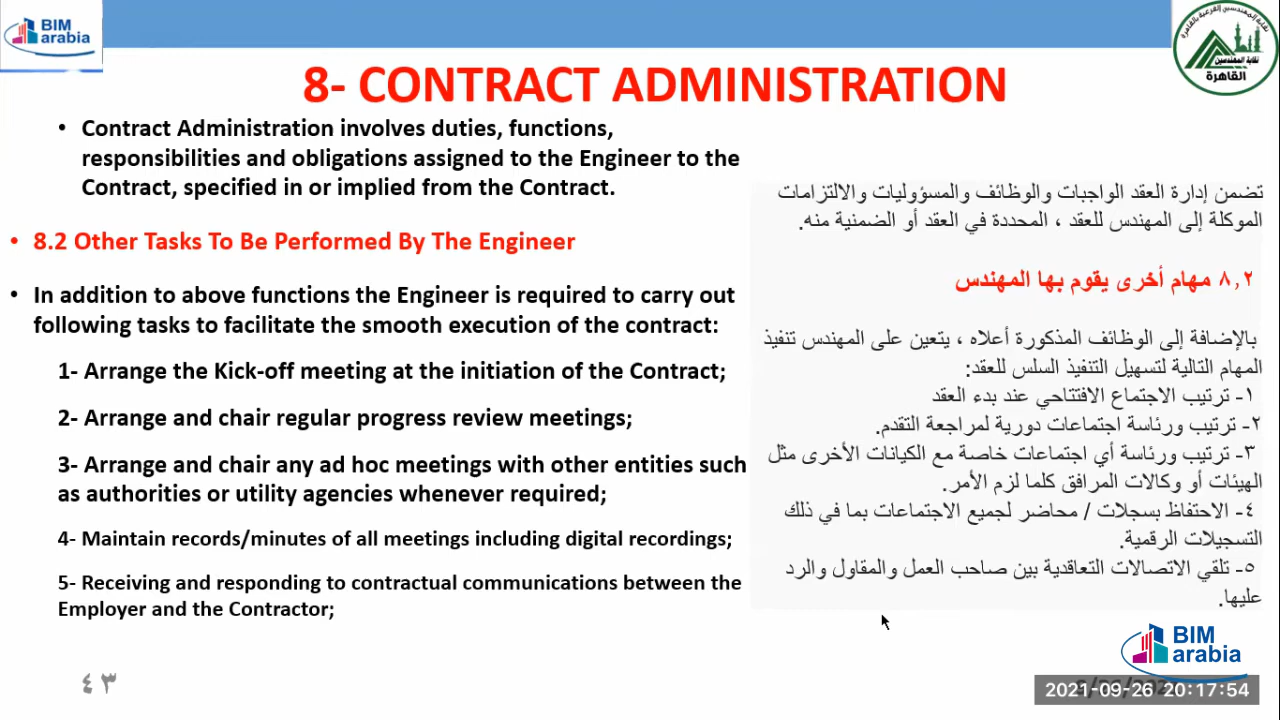 BIM
arabia
نقابة المهندسين الفرعية بالقاهرة
نقابة المهندسين
القاهرة
8- CONTRACT ADMINISTRATION
• Contract Administration involves duties, functions,
responsibilities and obligations assigned to the Engineer to the
Contract, specified in or implied from the Contract.
• 8.2 Other Tasks To Be Performed By The Engineer
• In addition to above functions the Engineer is required to carry out
following tasks to facilitate the smooth execution of the contract:
1- Arrange the Kick-off meeting at the initiation of the Contract;
2- Arrange and chair regular progress review meetings;
3- Arrange and chair any ad hoc meetings with other entities such
as authorities or utility agencies whenever required;
4- Maintain records/minutes of all meetings including digital recordings;
5- Receiving and responding to contractual communications between the
Employer and the Contractor;
تضمن إدارة العقد الواجبات والوظائف والمسؤوليات والالتزامات
الموكلة إلى المهندس للعقد ، المحددة في العقد أو الضمنية منه.
٨,٢ مهام أخرى يقوم بها المهندس
بالإضافة إلى الوظائف المذكورة أعلاه ، يتعين على المهندس تنفيذ
المهام التالية لتسهيل التنفيذ السلس للعقد:
١- ترتيب الاجتماع الافتتاحي عند بدء العقد
٢- ترتيب ورئاسة اجتماعات دورية لمراجعة التقدم.
٣- ترتيب ورئاسة أي اجتماعات خاصة مع الكيانات الأخرى مثل
الهيئات أو وكالات المرافق كلما لزم الأمر.
٤- الاحتفاظ بسجلات / محاضر لجميع الاجتماعات بما في ذلك
التسجيلات الرقمية.
٥- تلقي الاتصالات التعاقدية بين صاحب العمل والمقاول والرد
عليها.
BIM
arabia
٤٣
2021-09-26 20:17:54